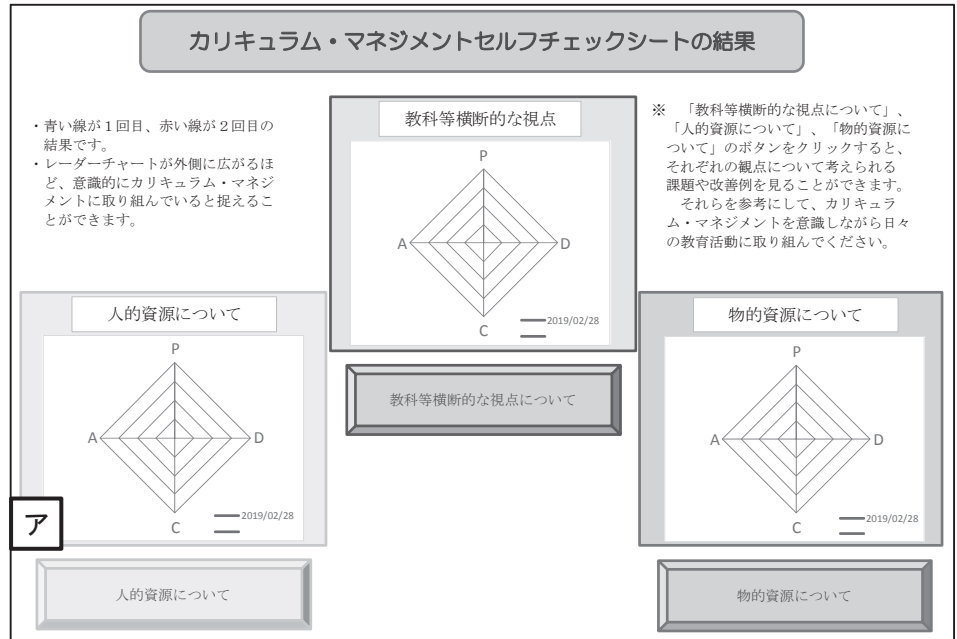 カリキュラム・マネジメントセルフチェックシートの結果
・青い線が１回目、赤い線が２回目の
結果です。
・レーダーチャートが外側に広がるほ
ど、意識的にカリキュラム・マネジ
メントに取り組んでいると捉えるこ
とができます。
教科等横断的な視点
P
A
D
C
2019/02/28
教科等横断的な視点について
※　「教科等横断的な視点について」、
「人的資源について」、「物的資源に
ついて」のボタンをクリックすると、
それぞれの観点について考えられる
課題や改善例を見ることができます。
それらを参考にして、カリキュラ
ム・マネジメントを意識しながら日々
の教育活動に取り組んでください。
人的資源について
P
A
D
C
2019/02/28
ア
人的資源について
物的資源について
P
A
D
C
2019/02/28
物的資源について